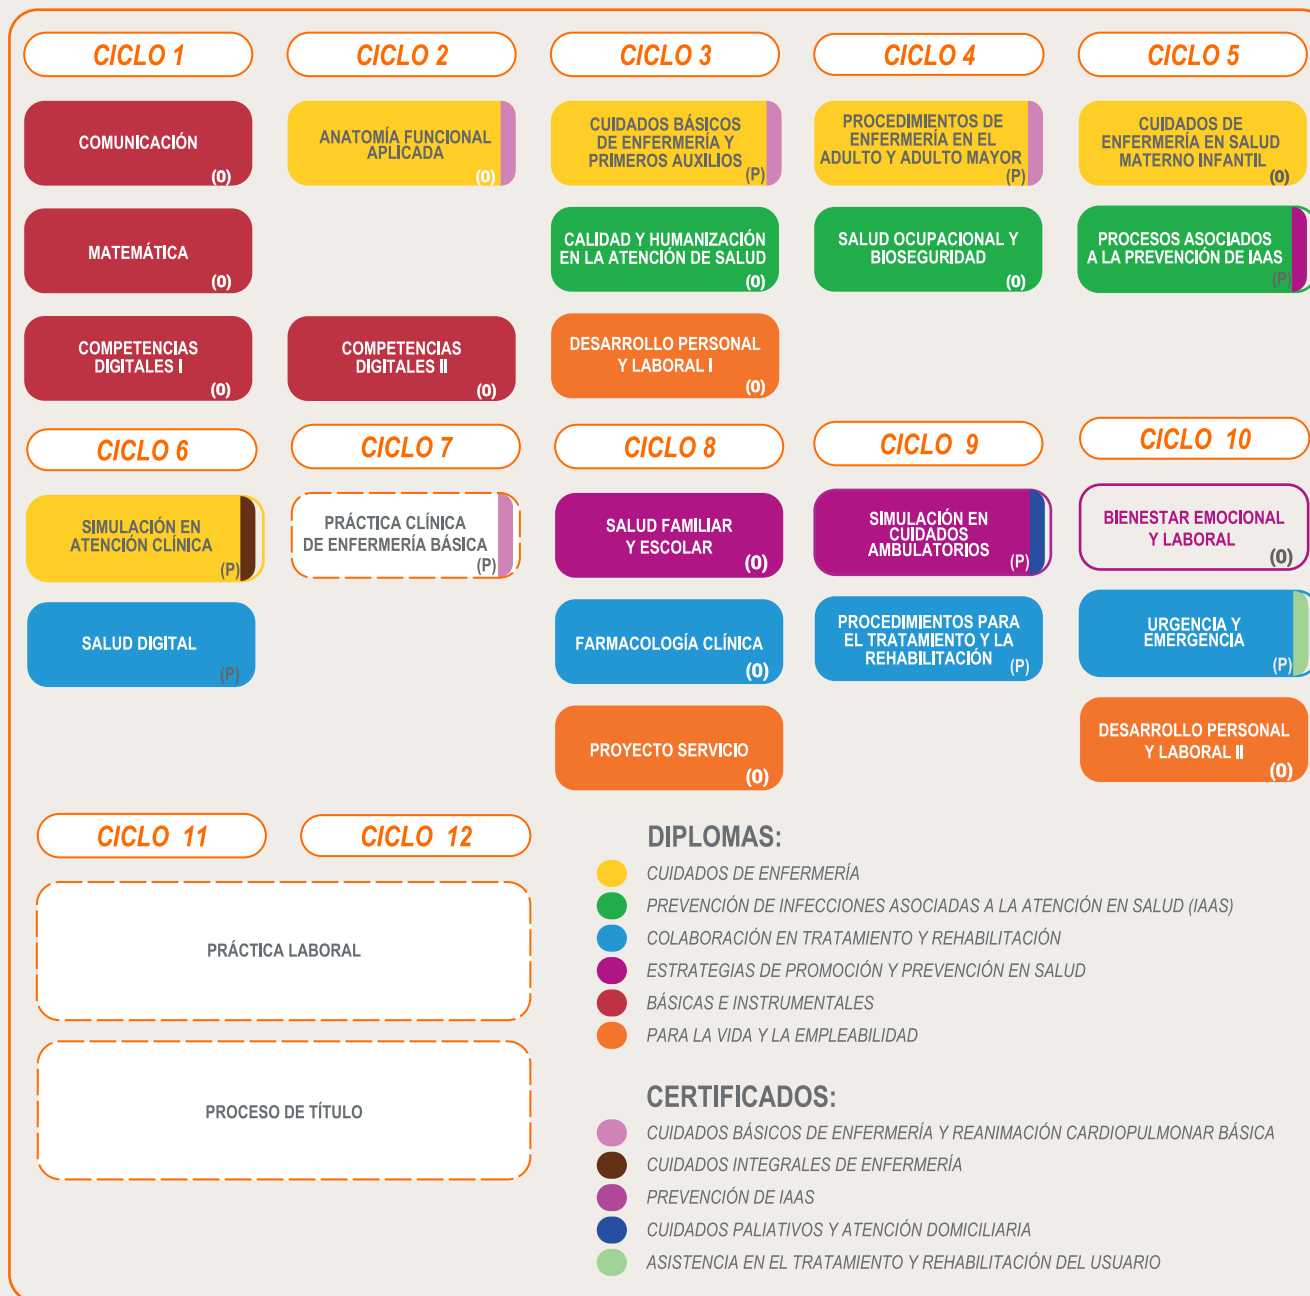 CICLO 1
CICLO 2
CICLO 3
CICLO 4
CICLO 5
COMUNICACIÓN
(0)
ANATOMÍA FUNCIONAL
APLICADA
(0)
CUIDADOS BÁSICOS
DE ENFERMERÍA Y
PRIMEROS AUXILIOS
(P)
PROCEDIMIENTOS DE
ENFERMERÍA EN EL
ADULTO Y ADULTO MAYOR
(P)
CUIDADOS DE
ENFERMERÍA EN SALUD
MATERNO INFANTIL
(0)
MATEMÁTICA
(0)
CALIDAD Y HUMANIZACIÓN
EN LA ATENCIÓN DE SALUD
(0)
SALUD OCUPACIONAL Y
BIOSEGURIDAD
(0)
PROCESOS ASOCIADOS
A LA PREVENCIÓN DE IAAS
(P)
COMPETENCIAS
DIGITALES I
(0)
COMPETENCIAS
DIGITALES II
(0)
DESARROLLO PERSONAL
Y LABORAL I
(0)
CICLO 6
CICLO 7
CICLO 8
CICLO 9
CICLO 10
SIMULACIÓN EN
ATENCIÓN CLÍNICA
(P)
PRÁCTICA CLÍNICA
DE ENFERMERÍA BÁSICA
(P)
SALUD FAMILIAR
Y ESCOLAR
(0)
SIMULACIÓN EN
CUIDADOS
AMBULATORIOS
(P)
BIENESTAR EMOCIONAL
Y LABORAL
(0)
SALUD DIGITAL
(P)
FARMACOLOGÍA CLÍNICA
(0)
PROCEDIMIENTOS PARA
EL TRATAMIENTO Y LA
REHABILITACIÓN
(P)
URGENCIA Y
EMERGENCIA
(P)
PROYECTO SERVICIO
(0)
DESARROLLO PERSONAL
Y LABORAL II
(0)
CICLO 11
CICLO 12
PRÁCTICA LABORAL
PROCESO DE TÍTULO
DIPLOMAS:
CUIDADOS DE ENFERMERÍA
PREVENCIÓN DE INFECCIONES ASOCIADAS A LA ATENCIÓN EN SALUD (IAAS)
COLABORACIÓN EN TRATAMIENTO Y REHABILITACIÓN
ESTRATEGIAS DE PROMOCIÓN Y PREVENCIÓN EN SALUD
BÁSICAS E INSTRUMENTALES
PARA LA VIDA Y LA EMPLEABILIDAD
CERTIFICADOS:
CUIDADOS BÁSICOS DE ENFERMERÍA Y REANIMACIÓN CARDIOPULMONAR BÁSICA
CUIDADOS INTEGRALES DE ENFERMERÍA
PREVENCIÓN DE IAAS
CUIDADOS PALIATIVOS Y ATENCIÓN DOMICILIARIA
ASISTENCIA EN EL TRATAMIENTO Y REHABILITACIÓN DEL USUARIO